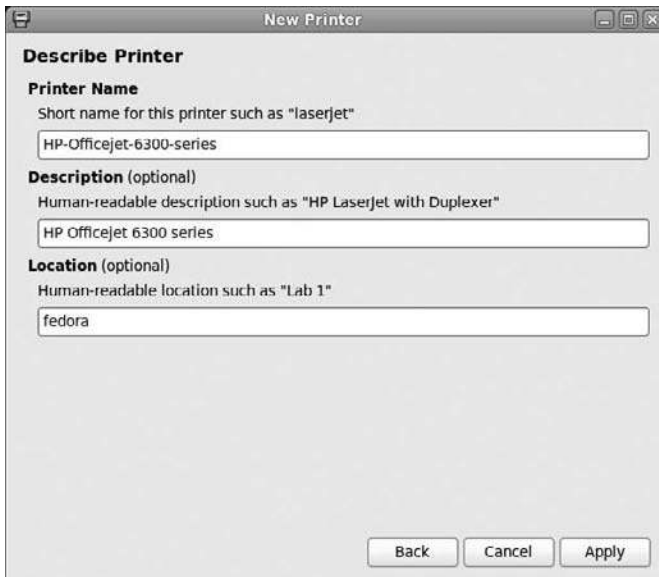 New Printer
Describe Printer
Printer Name
Short name for this printer such as "laserjet"
HP-Officejet-6300-series
Description (optional)
Human-readable description such as "HP LaserJet with Duplexer"
HP Officejet 6300 series
Location (optional)
Human-readable location such as "Lab 1"
fedora
Back Cancel Apply